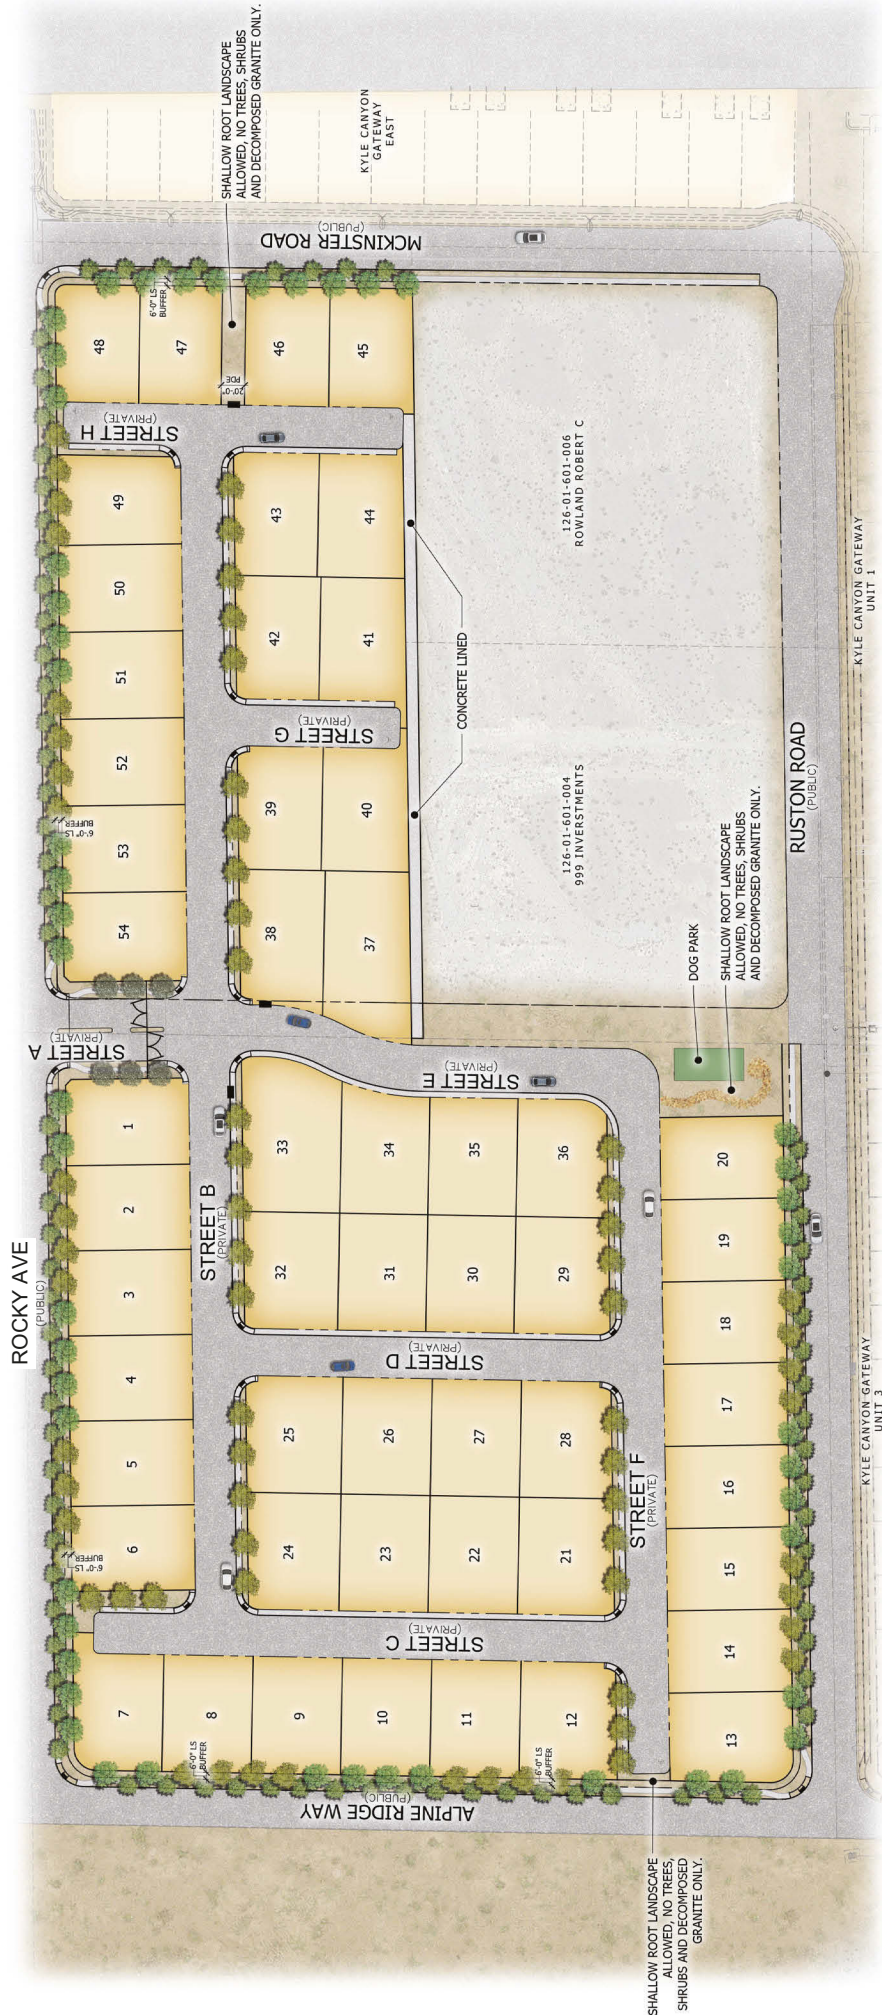 SHALLOW ROOT LANDSCAPE
ALLOWED, NO TREES, SHRUBS
AND DECOMPOSED GRANITE ONLY.
KYLE CANYON
GATEWAY
EAST
MCKINSTER ROAD
(PUBLIC)
6'-0" LS
BUFFER
48
47
46
45
20'-0"
PDE
STREET H
(PRIVATE)
49
50
51
52
53
54
6'-0" LS
BUFFER
43
44
42
41
STREET G
(PRIVATE)
39
40
38
37
CONCRETE LINED
126-01-601-006
ROWLAND ROBERT C
126-01-601-004
999 INVERSTMENTS
KYLE CANYON GATEWAY
UNIT 1
RUSTON ROAD
(PUBLIC)
DOG PARK
SHALLOW ROOT LANDSCAPE
ALLOWED, NO TREES, SHRUBS
AND DECOMPOSED GRANITE ONLY.
STREET A
(PRIVATE)
STREET E
(PRIVATE)
ROCKY AVE
(PUBLIC)
1
2
3
4
5
6
6'-0" LS
BUFFER
STREET B
(PRIVATE)
33
34
35
36
32
31
30
29
STREET D
(PRIVATE)
25
26
27
28
24
23
22
21
STREET F
(PRIVATE)
20
19
18
17
16
15
14
13
KYLE CANYON GATEWAY
UNIT 3
STREET C
(PRIVATE)
7
8
9
10
11
12
6'-0" LS
BUFFER
6'-0" LS
BUFFER
ALPINE RIDGE WAY
(PUBLIC)
SHALLOW ROOT LANDSCAPE
ALLOWED, NO TREES,
SHRUBS AND DECOMPOSED
GRANITE ONLY.